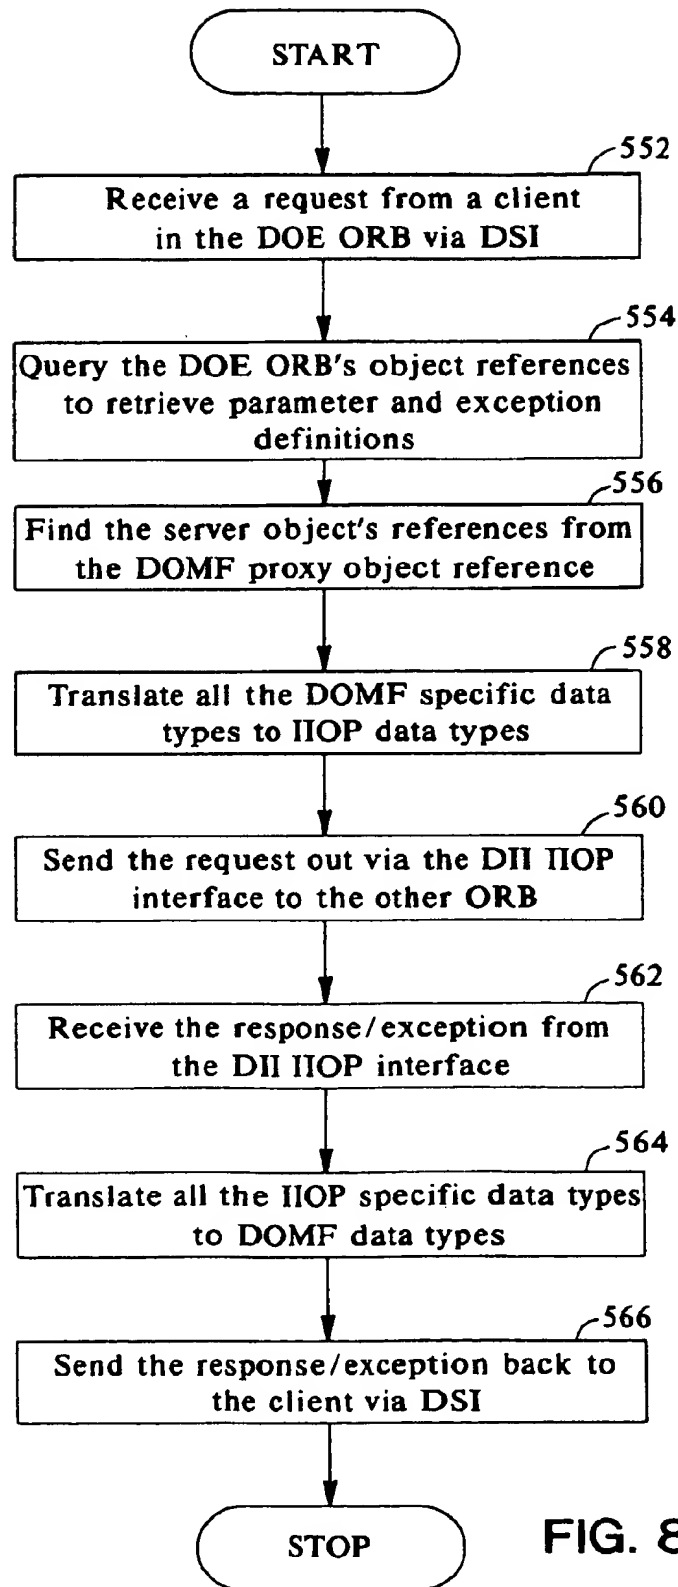 START
552
Receive a request from a client
in the DOE ORB via DSI
554
Query the DOE ORB's object references
to retrieve parameter and exception
definitions
556
Find the server object's references from
the DOMF proxy object reference
558
Translate all the DOMF specific data
types to IIOP data types
560
Send the request out via the DII IIOP
interface to the other ORB
562
Receive the response/exception from
the DII IIOP interface
564
Translate all the IIOP specific data types
to DOMF data types
566
Send the response/exception back to
the client via DSI
STOP
FIG. 8